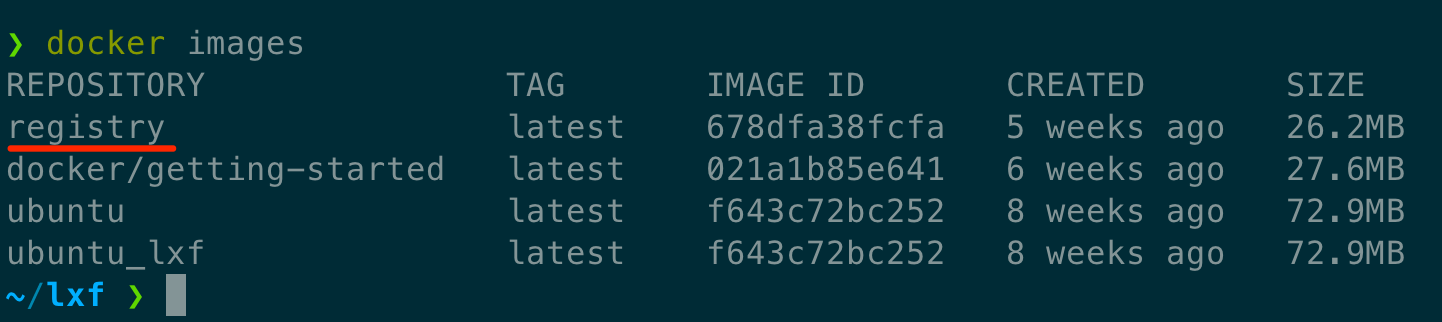 ❯ docker images
REPOSITORY TAG IMAGE ID CREATED SIZE
registry latest 678dfa38fcfa 5 weeks ago 26.2MB
docker/getting-started latest 021a1b85e641 6 weeks ago 27.6MB
ubuntu latest f643c72bc252 8 weeks ago 72.9MB
ubuntu_lxf latest f643c72bc252 8 weeks ago 72.9MB
~/lxf ❯